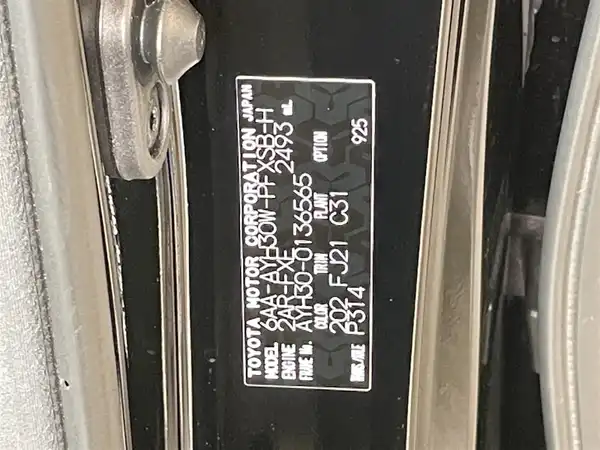 TOYOTA MOTOR CORPORATION JAPAN
MODEL 6AA-AYH30W-PFXSB-H
ENGINE 2AR-FXE 2493 mL
FRAME No. AYH30-0136565
COLOR TRIM PLANT OPTION
202 FJ21 C31 925
TRANS./AXLE P314